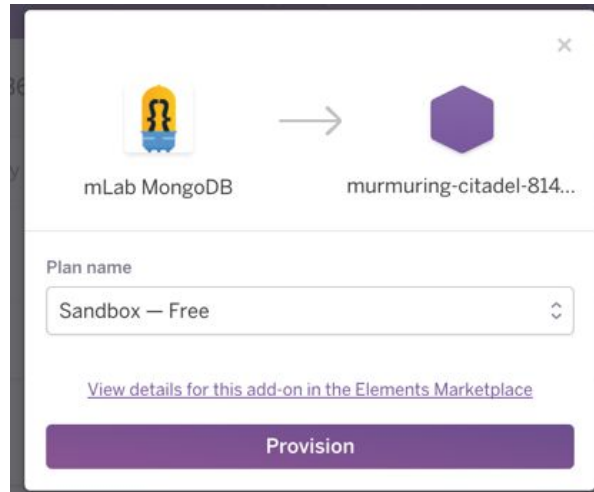 mLab MongoDB
murmuring-citadel-814...
Plan name
Sandbox — Free
View details for this add-on in the Elements Marketplace
Provision